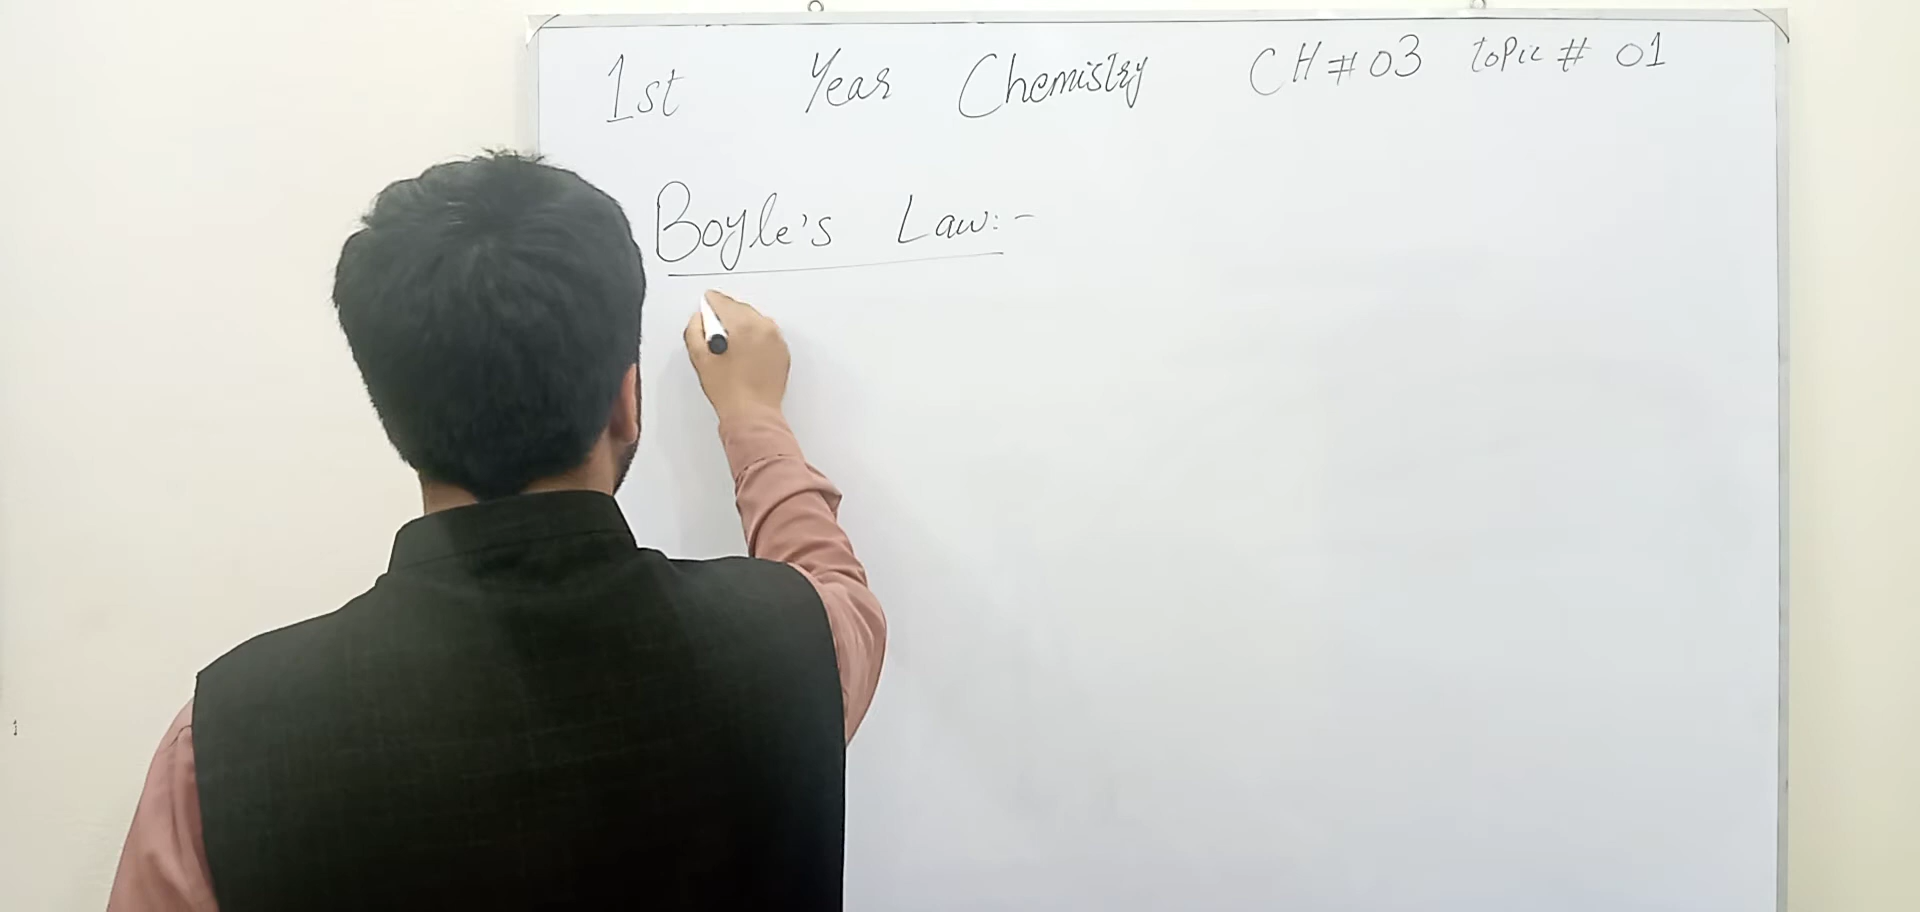 1st Year Chemistry CH # 03 topic # 01
Boyle's Law:-